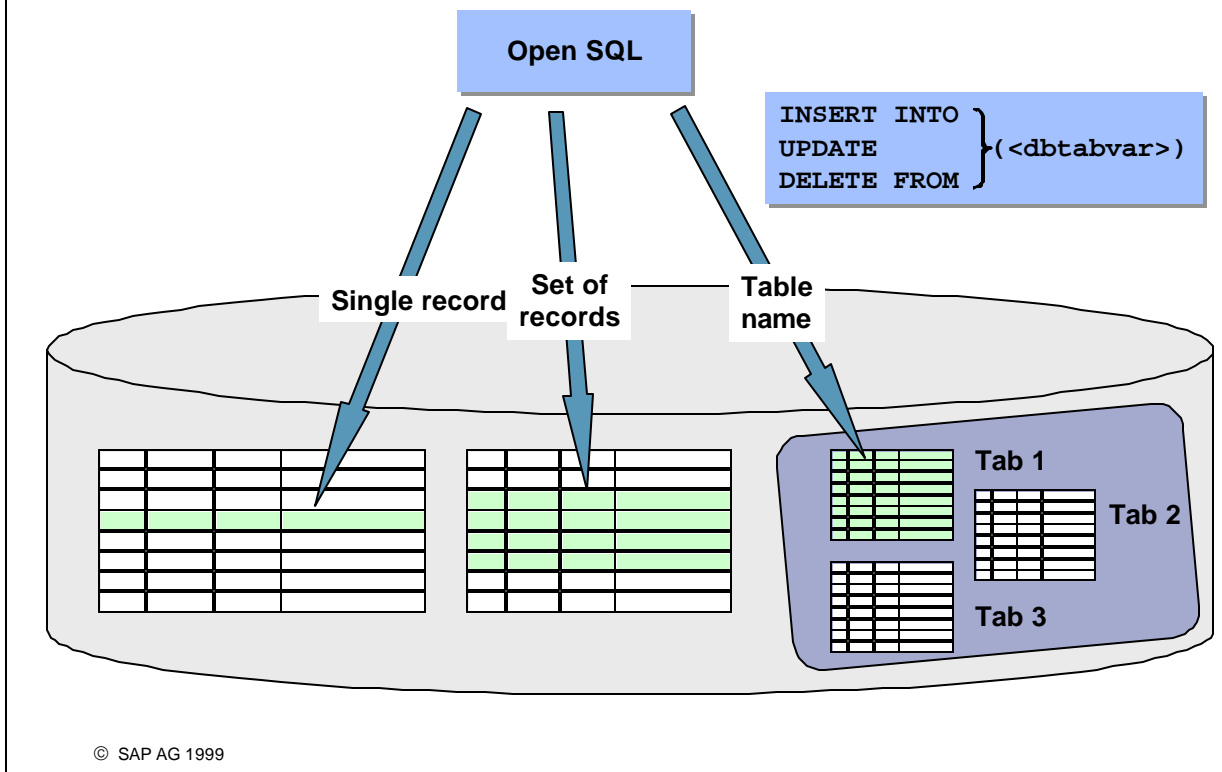 Open SQL
INSERT INTO
UPDATE (<dbtabvar>)
DELETE FROM
Single record
Set of
records
Table
name
Tab 1
Tab 2
Tab 3
© SAP AG 1999